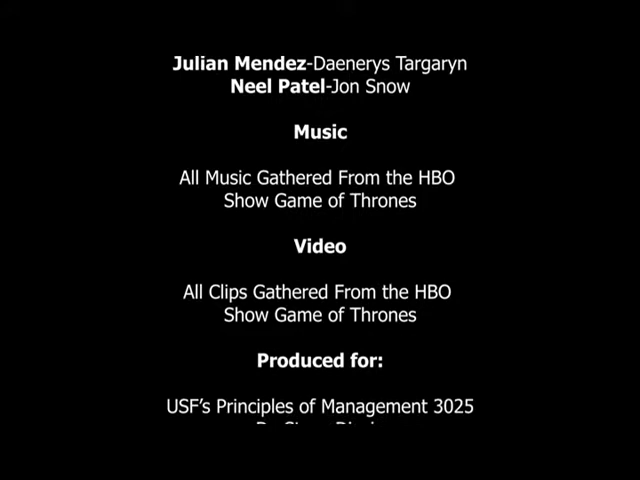 Julian Mendez-Daenerys Targaryn
Neel Patel-Jon Snow
Music
All Music Gathered From the HBO
Show Game of Thrones
Video
All Clips Gathered From the HBO
Show Game of Thrones
Produced for:
USF's Principles of Management 3025